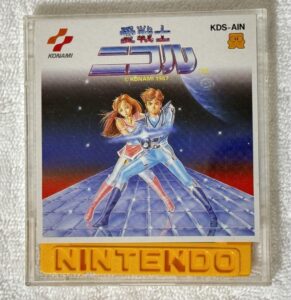 KONAMI
KDS-AIN
愛戦士
ニコル
© KONAMI 1987
NINTENDO